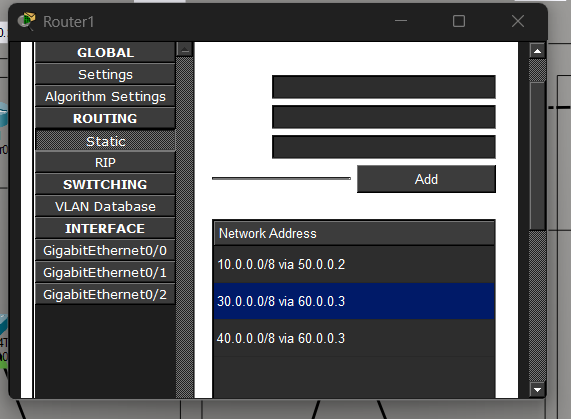 Router1
GLOBAL
Settings
Algorithm Settings
ROUTING
Static
RIP
SWITCHING
VLAN Database
INTERFACE
GigabitEthernet0/0
GigabitEthernet0/1
GigabitEthernet0/2
Add
Network Address
10.0.0.0/8 via 50.0.0.2
30.0.0.0/8 via 60.0.0.3
40.0.0.0/8 via 60.0.0.3